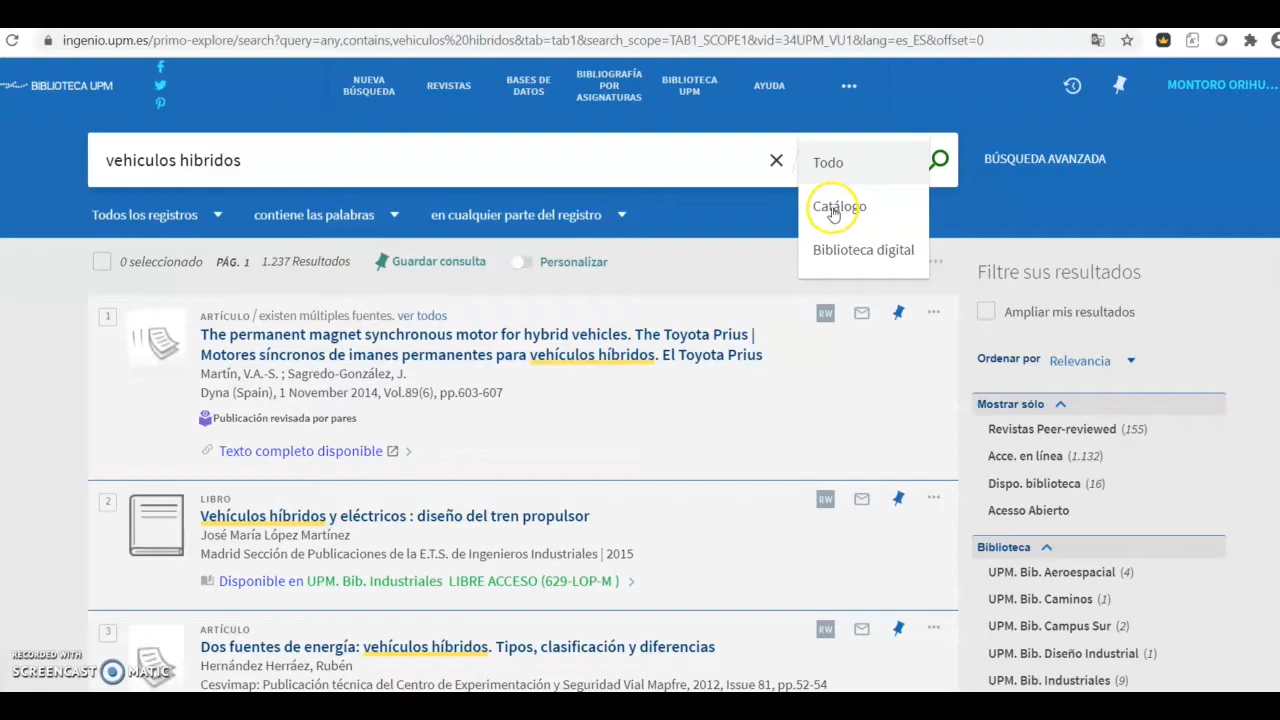 ingenio.upm.es/primo-explore/search?query=any,contains,vehiculos%20hibridos&tab=tab1&search_scope=TAB1_SCOPE1&vid=34UPM_VU1&lang=es_ES&offset=0
BIBLIOTECA UPM
NUEVA BÚSQUEDA
REVISTAS
BASES DE DATOS
BIBLIOGRAFÍA POR ASIGNATURAS
BIBLIOTECA UPM
AYUDA
MONTORO ORIHU...
vehiculos hibridos
Todo
Catálogo
Biblioteca digital
BÚSQUEDA AVANZADA
Todos los registros
contiene las palabras
en cualquier parte del registro
0 seleccionado PÁG. 1 1.237 Resultados
Guardar consulta
Personalizar
1
ARTÍCULO / existen múltiples fuentes. ver todos
The permanent magnet synchronous motor for hybrid vehicles. The Toyota Prius |
Motores síncronos de imanes permanentes para vehículos híbridos. El Toyota Prius
Martín, V.A.-S. ; Sagredo-González, J.
Dyna (Spain), 1 November 2014, Vol.89(6), pp.603-607
Publicación revisada por pares
Texto completo disponible
RW
2
LIBRO
Vehículos híbridos y eléctricos : diseño del tren propulsor
José María López Martínez
Madrid Sección de Publicaciones de la E.T.S. de Ingenieros Industriales | 2015
Disponible en UPM. Bib. Industriales LIBRE ACCESO (629-LOP-M )
RW
3
ARTÍCULO
Dos fuentes de energía: vehículos híbridos. Tipos, clasificación y diferencias
Hernández Herráez, Rubén
Cesvimap: Publicación técnica del Centro de Experimentación y Seguridad Vial Mapfre, 2012, Issue 81, pp.52-54
RW
Filtre sus resultados
Ampliar mis resultados
Ordenar por Relevancia
Mostrar sólo
Revistas Peer-reviewed (155)
Acce. en línea (1.132)
Dispo. biblioteca (16)
Acceso Abierto
Biblioteca
UPM. Bib. Aeroespacial (4)
UPM. Bib. Caminos (1)
UPM. Bib. Campus Sur (2)
UPM. Bib. Diseño Industrial (1)
UPM. Bib. Industriales (9)
RECORDED WITH
SCREENCAST MATIC